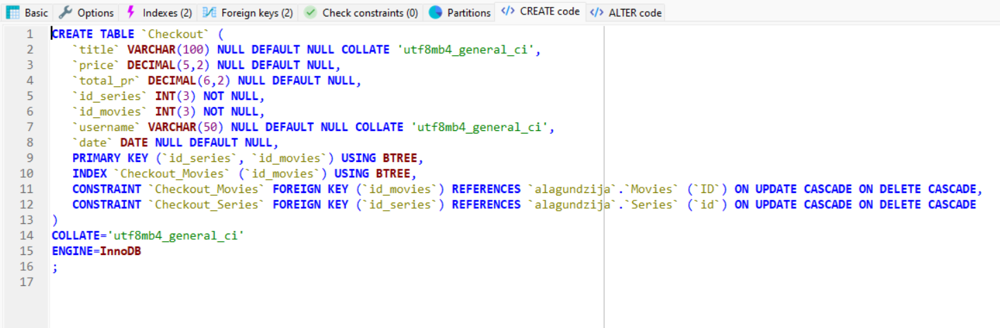 Basic Options Indexes (2) Foreign keys (2) Check constraints (0) Partitions </> CREATE code </> ALTER code
1 CREATE TABLE `Checkout` (
2 `title` VARCHAR(100) NULL DEFAULT NULL COLLATE 'utf8mb4_general_ci',
3 `price` DECIMAL(5,2) NULL DEFAULT NULL,
4 `total_pr` DECIMAL(6,2) NULL DEFAULT NULL,
5 `id_series` INT(3) NOT NULL,
6 `id_movies` INT(3) NOT NULL,
7 `username` VARCHAR(50) NULL DEFAULT NULL COLLATE 'utf8mb4_general_ci',
8 `date` DATE NULL DEFAULT NULL,
9 PRIMARY KEY (`id_series`, `id_movies`) USING BTREE,
10 INDEX `Checkout_Movies` (`id_movies`) USING BTREE,
11 CONSTRAINT `Checkout_Movies` FOREIGN KEY (`id_movies`) REFERENCES `alagundzija`.`Movies` (`ID`) ON UPDATE CASCADE ON DELETE CASCADE,
12 CONSTRAINT `Checkout_Series` FOREIGN KEY (`id_series`) REFERENCES `alagundzija`.`Series` (`id`) ON UPDATE CASCADE ON DELETE CASCADE
13 )
14 COLLATE='utf8mb4_general_ci'
15 ENGINE=InnoDB
16 ;
17